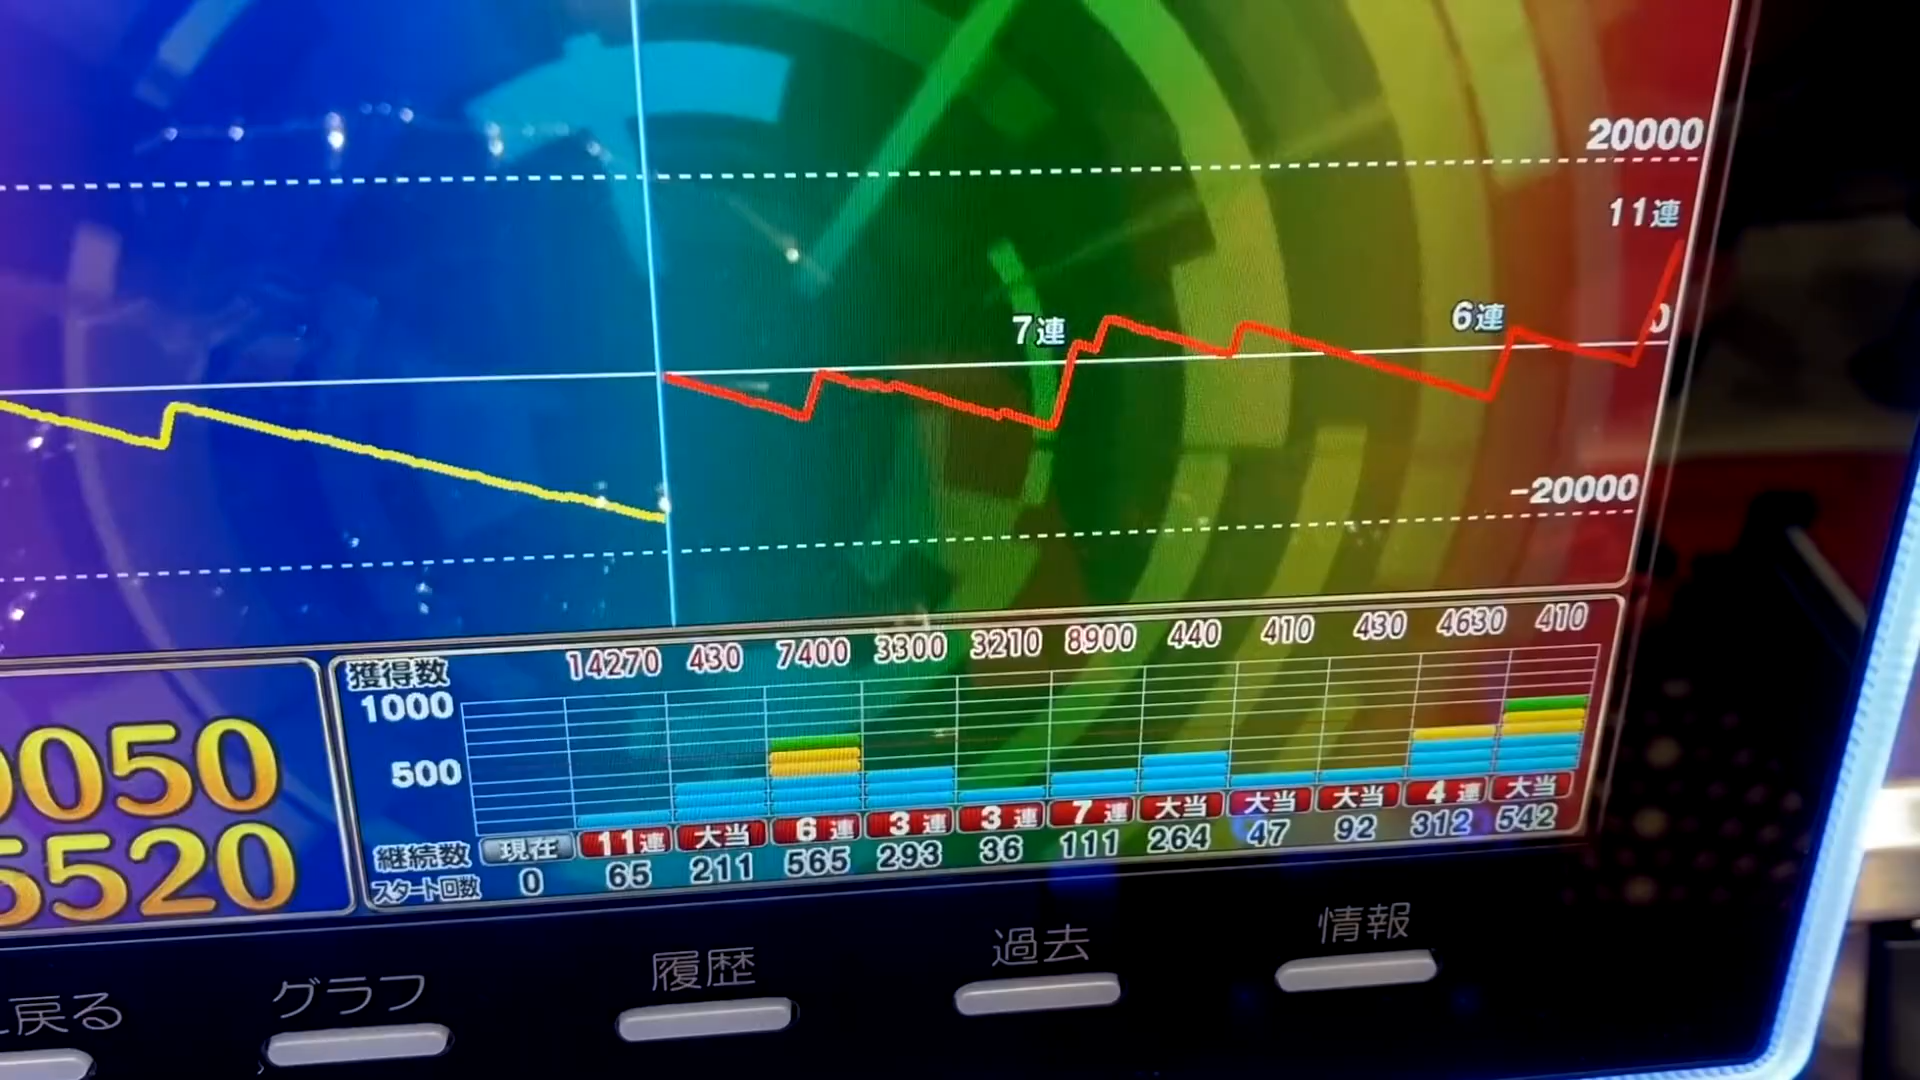 20000
11連
7連
6連
0
-20000
獲得数 14270 430 7400 3300 3210 8900 440 410 430 4630 410
1000
500
継続数 現在 11連 大当 6連 3連 3連 7連 大当 大当 大当 4連 大当
スタート回数 0 65 211 565 293 36 111 264 47 92 312 542
0050
5520
戻る グラフ 履歴 過去 情報